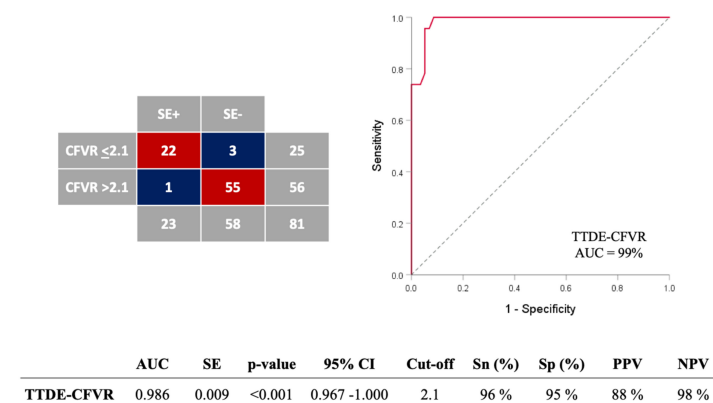 SE+ SE-
CFVR ≤2.1 22 3 25
CFVR >2.1 1 55 56
23 58 81
1.0
0.8
0.6
0.4
0.2
0.0
Sensitivity
TTDE-CFVR
AUC = 99%
0.0 0.2 0.4 0.6 0.8 1.0
1 - Specificity
AUC SE p-value 95% CI Cut-off Sn (%) Sp (%) PPV NPV
TTDE-CFVR 0.986 0.009 <0.001 0.967 -1.000 2.1 96 % 95 % 88 % 98 %